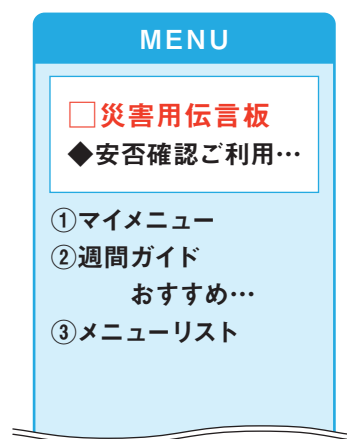 MENU
□災害用伝言板
◆安否確認ご利用…
①マイメニュー
②週間ガイド
おすすめ…
③メニューリスト